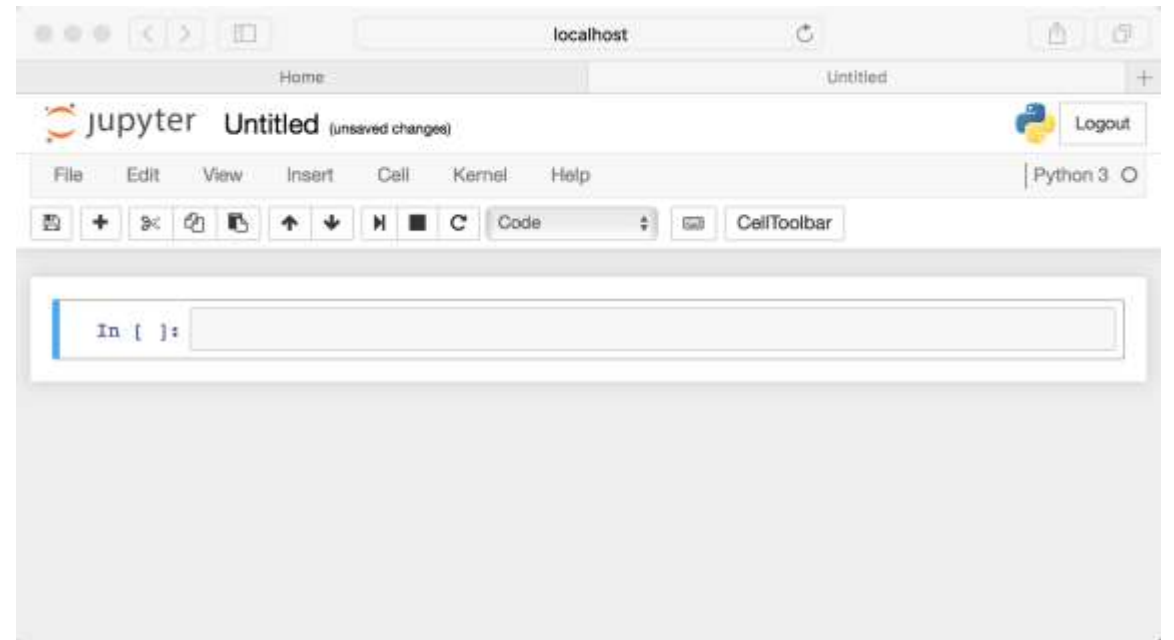 localhost
Home Untitled
jupyter Untitled (unsaved changes) Logout
File Edit View Insert Cell Kernel Help Python 3
Code CellToolbar
In [ ]: